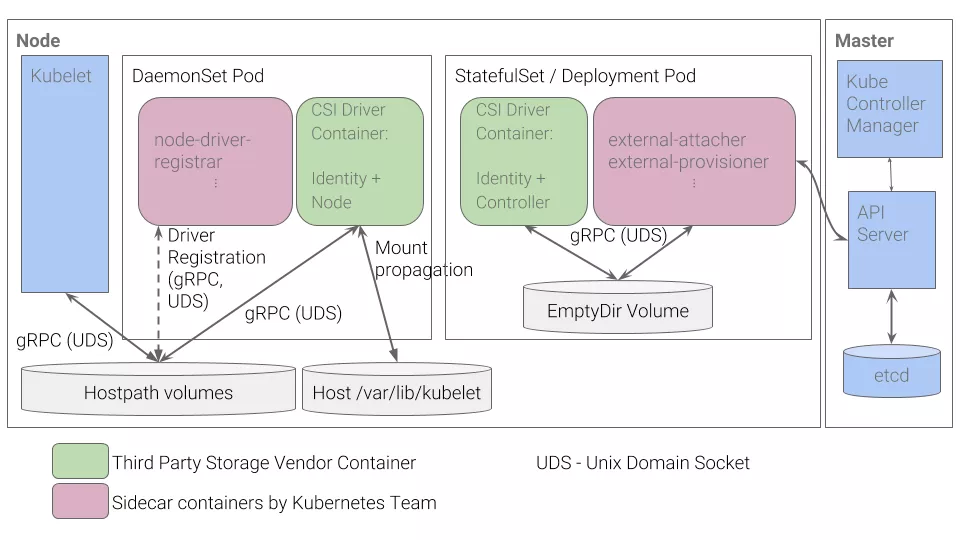 Node
Kubelet
DaemonSet Pod
node-driver-
registrar
⋮
CSI Driver
Container:
Identity +
Node
Driver
Registration
(gRPC,
UDS)
gRPC (UDS)
gRPC (UDS)
Mount
propagation
Hostpath volumes
Host /var/lib/kubelet
StatefulSet / Deployment Pod
CSI Driver
Container:
Identity +
Controller
external-attacher
external-provisioner
⋮
gRPC (UDS)
EmptyDir Volume
Master
Kube
Controller
Manager
API
Server
etcd
Third Party Storage Vendor Container
UDS - Unix Domain Socket
Sidecar containers by Kubernetes Team